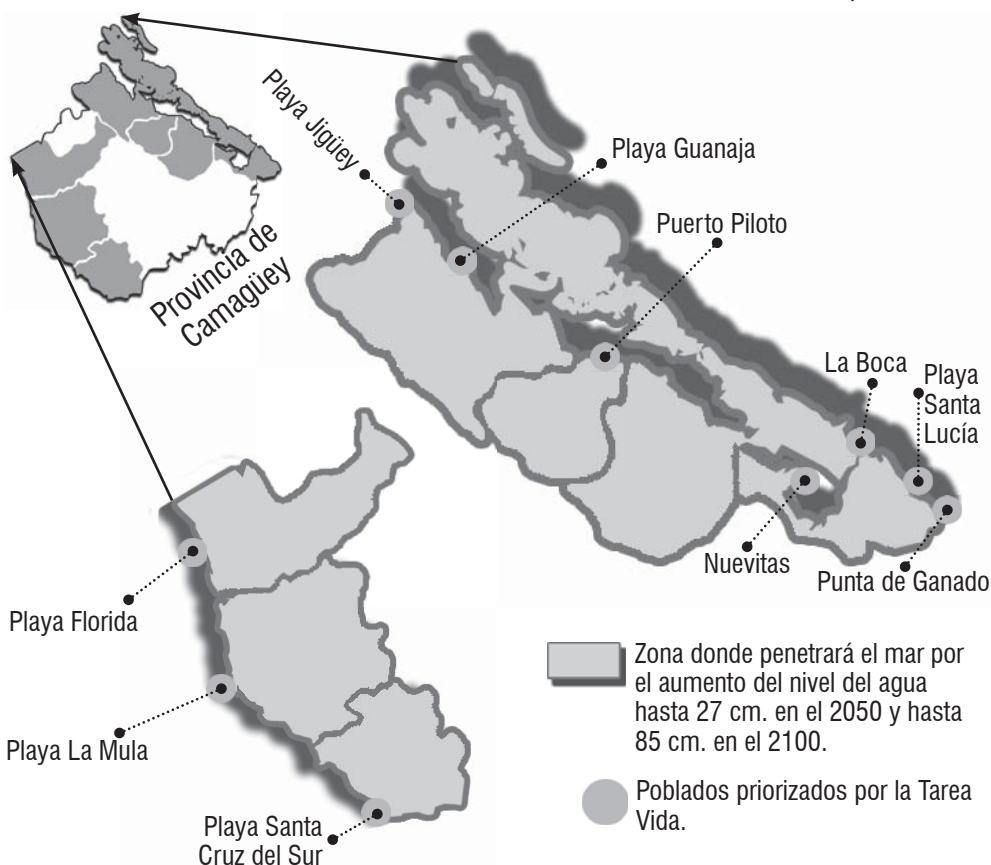 Playa Jigüey
Playa Guanaja
Puerto Piloto
Provincia de
Camagüey
La Boca
Playa
Santa
Lucía
Nuevitas
Punta de Ganado
Playa Florida
Playa La Mula
Playa Santa
Cruz del Sur
Zona donde penetrará el mar por
el aumento del nivel del agua
hasta 27 cm. en el 2050 y hasta
85 cm. en el 2100.
Poblados priorizados por la Tarea
Vida.